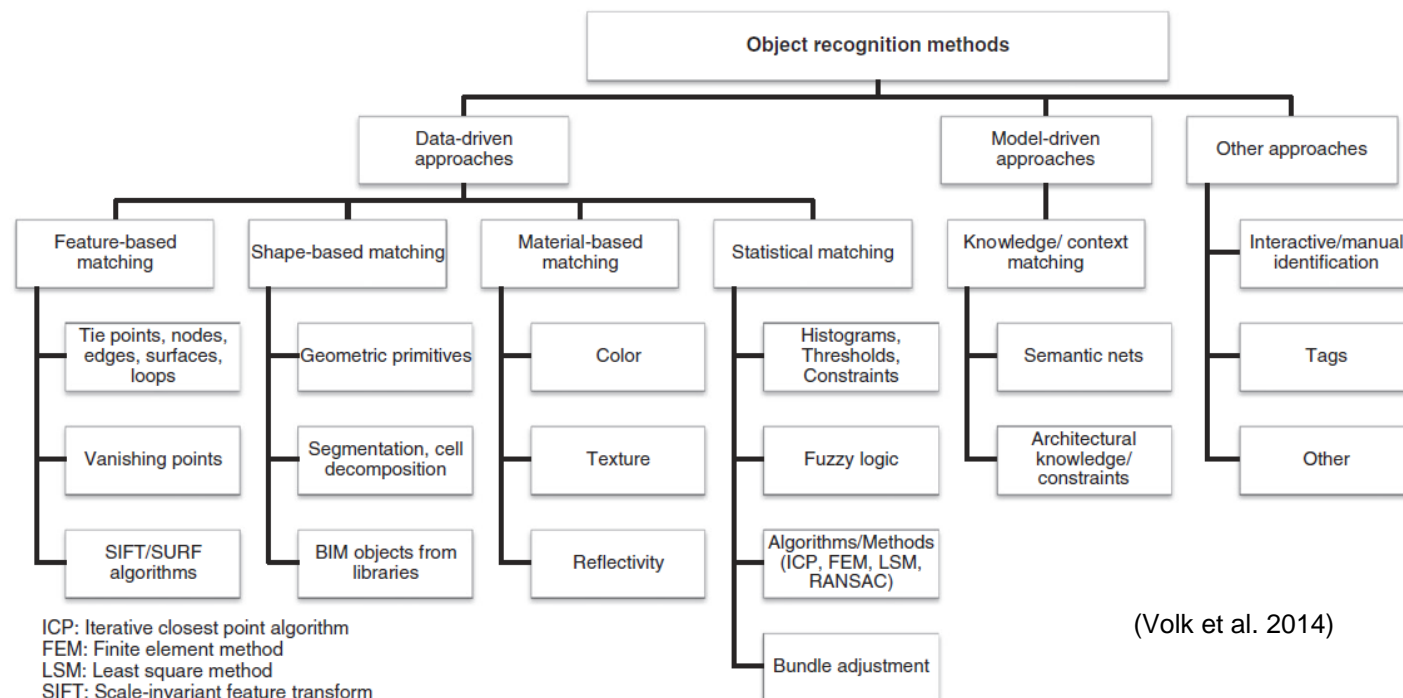 Object recognition methods
Data-driven
approaches
Model-driven
approaches
Other approaches
Feature-based
matching
Shape-based matching
Material-based
matching
Statistical matching
Knowledge/ context
matching
Interactive/manual
identification
Tie points, nodes,
edges, surfaces,
loops
Geometric primitives
Color
Histograms,
Thresholds,
Constraints
Semantic nets
Tags
Vanishing points
Segmentation, cell
decomposition
Texture
Fuzzy logic
Architectural
knowledge/
constraints
Other
SIFT/SURF
algorithms
BIM objects from
libraries
Reflectivity
Algorithms/Methods
(ICP, FEM, LSM,
RANSAC)
Bundle adjustment
ICP: Iterative closest point algorithm
FEM: Finite element method
LSM: Least square method
SIFT: Scale-invariant feature transform
(Volk et al. 2014)